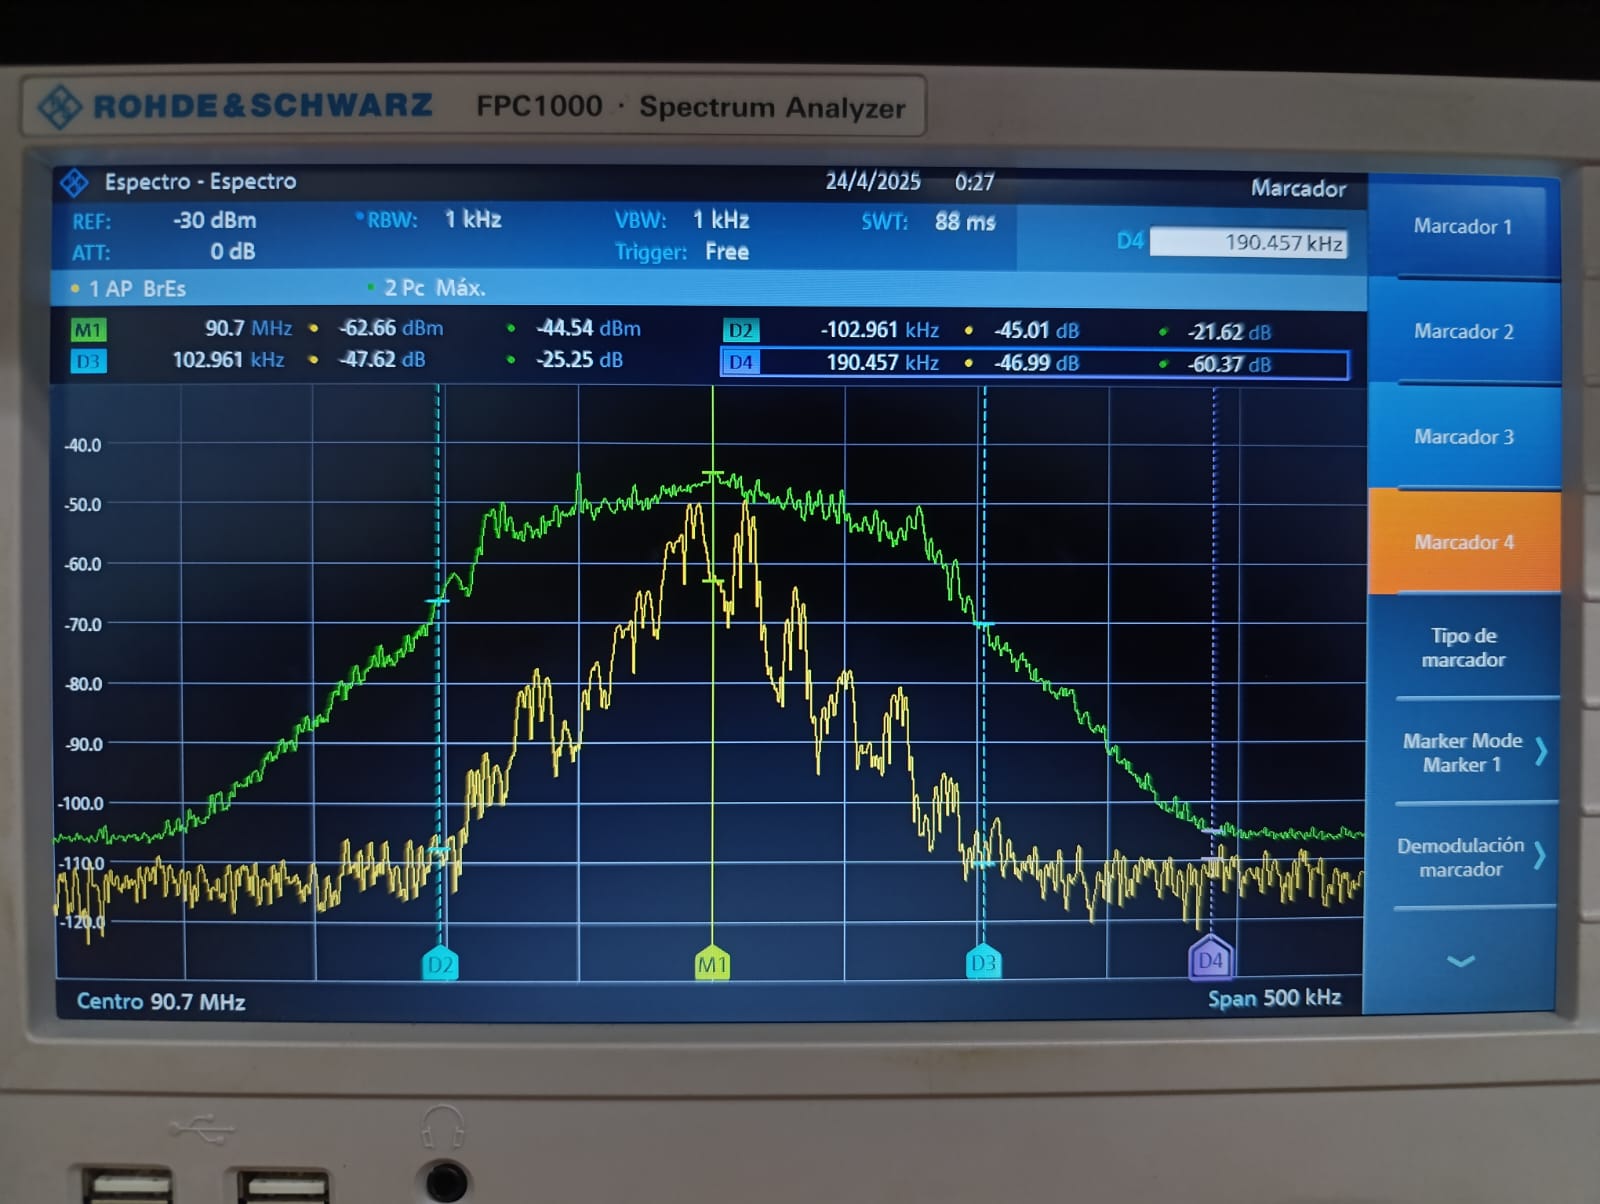 ROHDE & SCHWARZ FPC1000 · Spectrum Analyzer
Espectro - Espectro 24/4/2025 0:27 Marcador
REF: -30 dBm RBW: 1 kHz VBW: 1 kHz SWT: 88 ms
ATT: 0 dB Trigger: Free D4 190.457 kHz
1 AP BrEs 2 Pc Máx.
M1 90.7 MHz -62.66 dBm -44.54 dBm D2 -102.961 kHz -45.01 dB -21.62 dB
D3 102.961 kHz -47.62 dB -25.25 dB D4 190.457 kHz -46.99 dB -60.37 dB
-40.0
-50.0
-60.0
-70.0
-80.0
-90.0
-100.0
-110.0
-120.0
D2 M1 D3 D4
Centro 90.7 MHz Span 500 kHz
Marcador 1
Marcador 2
Marcador 3
Marcador 4
Tipo de
marcador
Marker Mode
Marker 1
Demodulación
marcador